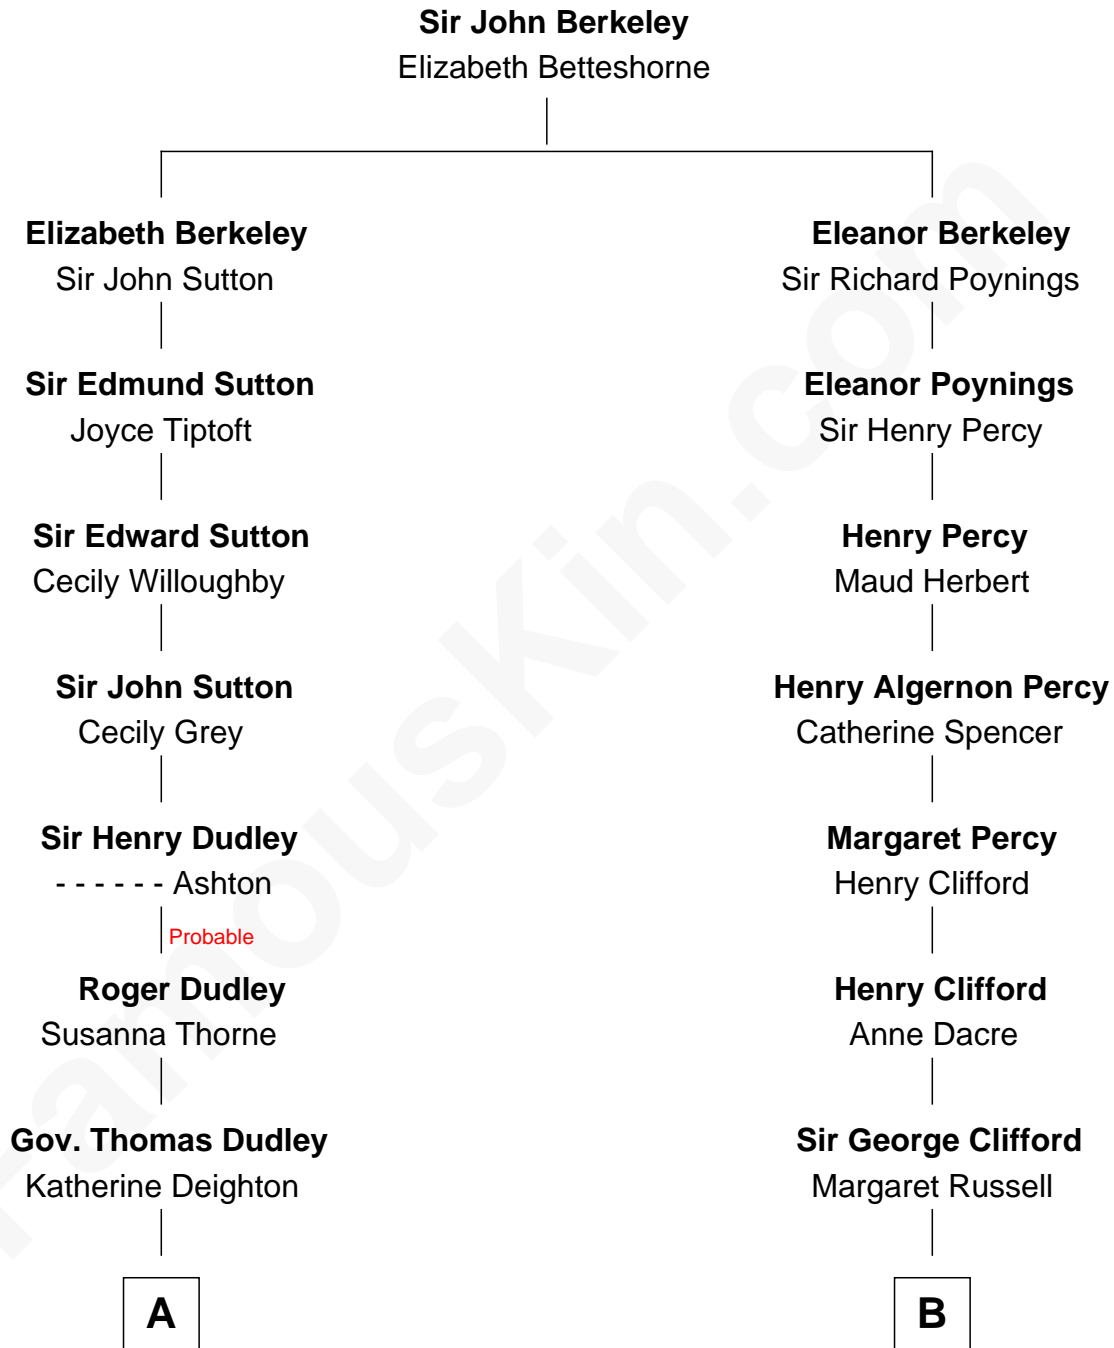 Sir John Berkeley
Elizabeth Betteshorne
Elizabeth Berkeley
Sir John Sutton
Eleanor Berkeley
Sir Richard Poynings
Sir Edmund Sutton
Joyce Tiptoft
Eleanor Poynings
Sir Henry Percy
Sir Edward Sutton
Cecily Willoughby
Henry Percy
Maud Herbert
Sir John Sutton
Cecily Grey
Henry Algernon Percy
Catherine Spencer
Sir Henry Dudley
- - - - - - Ashton
Margaret Percy
Henry Clifford
Probable
Roger Dudley
Susanna Thorne
Henry Clifford
Anne Dacre
Gov. Thomas Dudley
Katherine Deighton
Sir George Clifford
Margaret Russell
A
B
FamousKin.com